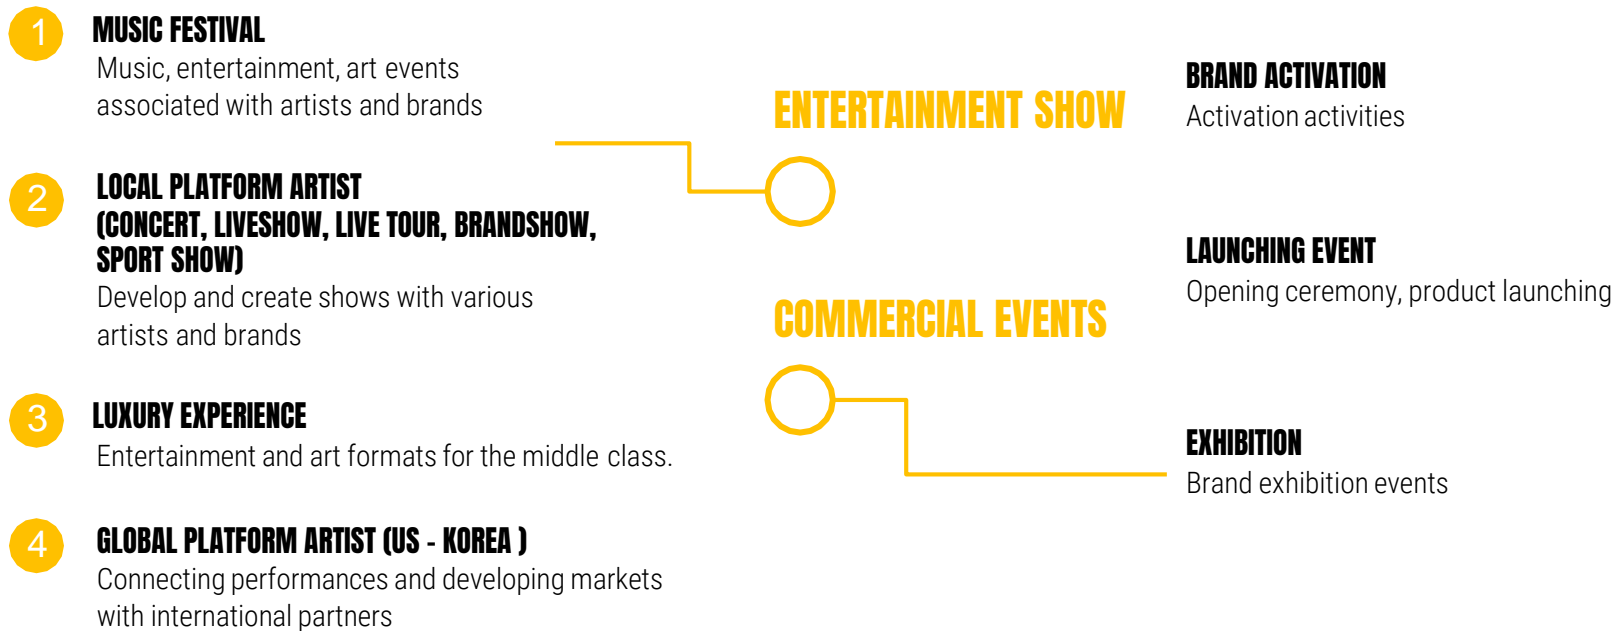 1
MUSIC FESTIVAL
Music, entertainment, art events
associated with artists and brands
2
LOCAL PLATFORM ARTIST
(CONCERT, LIVESHOW, LIVE TOUR, BRANDSHOW,
SPORT SHOW)
Develop and create shows with various
artists and brands
3
LUXURY EXPERIENCE
Entertainment and art formats for the middle class.
4
GLOBAL PLATFORM ARTIST (US - KOREA )
Connecting performances and developing markets
with international partners
ENTERTAINMENT SHOW
COMMERCIAL EVENTS
BRAND ACTIVATION
Activation activities
LAUNCHING EVENT
Opening ceremony, product launching
EXHIBITION
Brand exhibition events